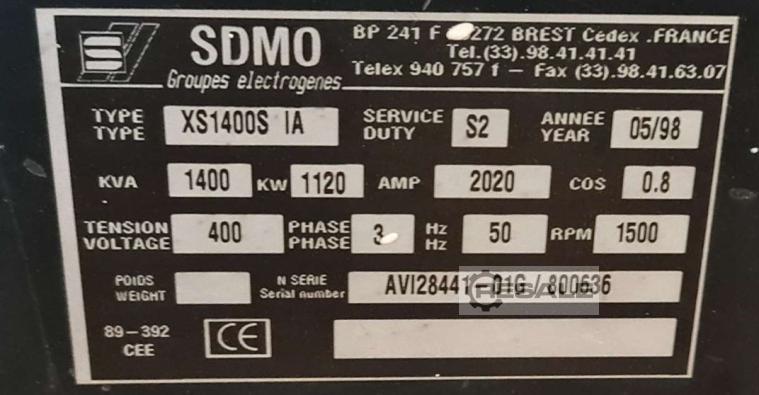 SDMO
Groupes electrogenes
BP 241 F 272 BREST Cedex .FRANCE
Tel.(33).98.41.41.41
Telex 940 757 f – Fax (33).98.41.63.07
TYPE
TYPE
XS1400S IA
SERVICE
DUTY
S2
ANNEE
YEAR
05/98
KVA 1400 KW 1120 AMP 2020 COS 0.8
TENSION
VOLTAGE
400
PHASE
PHASE
3
Hz
Hz
50
RPM 1500
POIDS
WEIGHT
N SERIE
Serial number
AVI28441-01G/800636
RESALE
89-392
CEE
CE